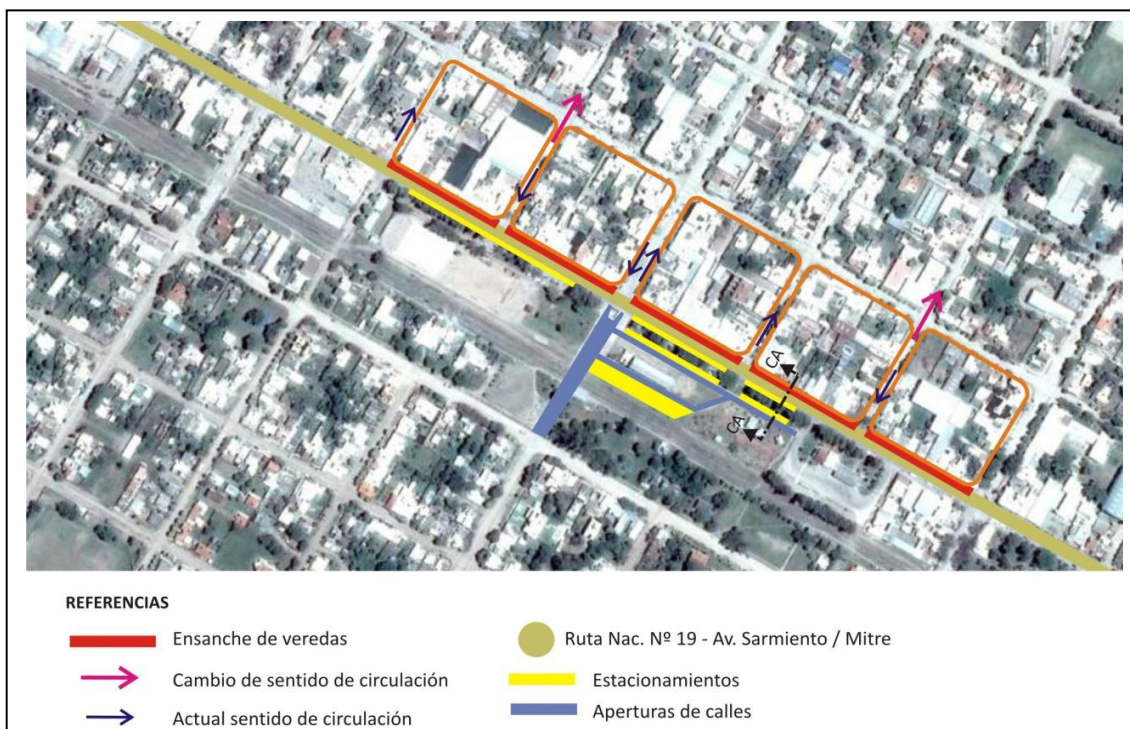 CA
CA
REFERENCIAS
Ensanche de veredas
Ruta Nac. Nº 19 - Av. Sarmiento / Mitre
Cambio de sentido de circulación
Estacionamientos
Actual sentido de circulación
Aperturas de calles